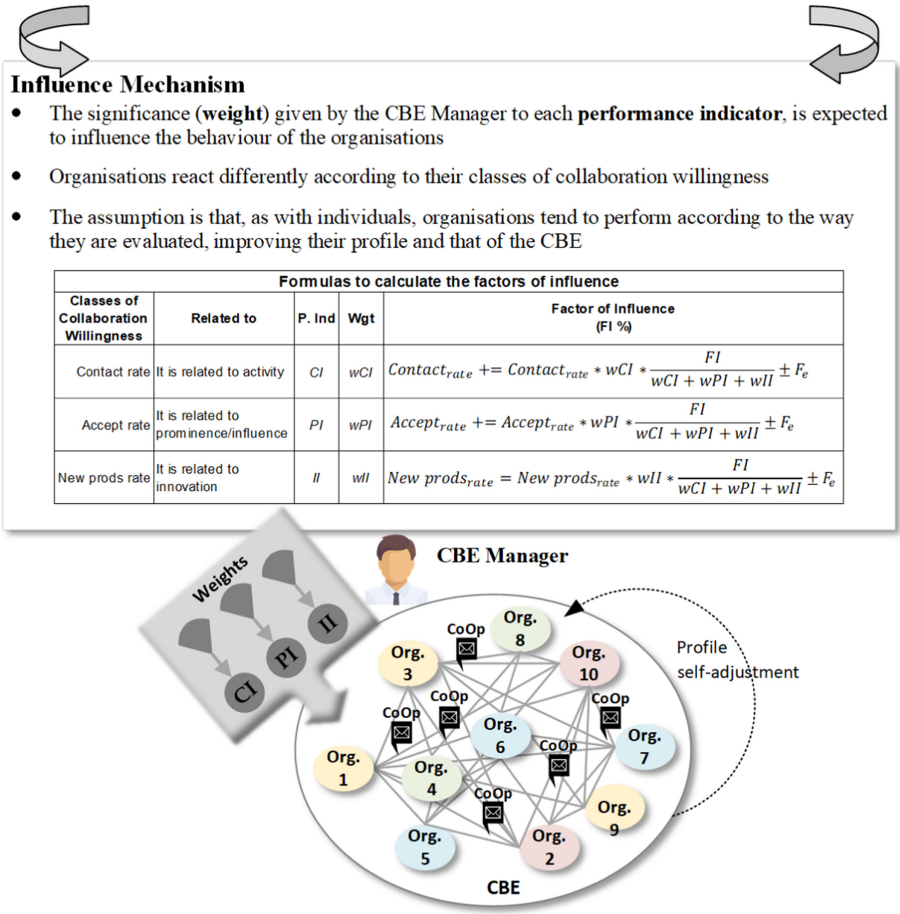 Influence Mechanism
• The significance (weight) given by the CBE Manager to each performance indicator, is expected
to influence the behaviour of the organisations
• Organisations react differently according to their classes of collaboration willingness
• The assumption is that, as with individuals, organisations tend to perform according to the way
they are evaluated, improving their profile and that of the CBE
Formulas to calculate the factors of influence
Classes of
Collaboration
Willingness
Related to
P. Ind
Wgt
Factor of Influence
(FI %)
Contact rate
It is related to activity
CI
wCI
Contact_rate += Contact_rate * wCI * FI / (wCI + wPI + wII) ± F_e
Accept rate
It is related to
prominence/influence
PI
wPI
Accept_rate += Accept_rate * wPI * FI / (wCI + wPI + wII) ± F_e
New prods rate
It is related to
innovation
II
wII
New prods_rate = New prods_rate * wII * FI / (wCI + wPI + wII) ± F_e
Weights
CI
PI
II
CBE Manager
Org.
8
CoOp
Org.
3
Org.
10
Profile
self-adjustment
CoOp
CoOp
CoOp
Org.
6
Org.
7
CoOp
Org.
1
Org.
4
CoOp
Org.
9
Org.
5
Org.
2
CBE